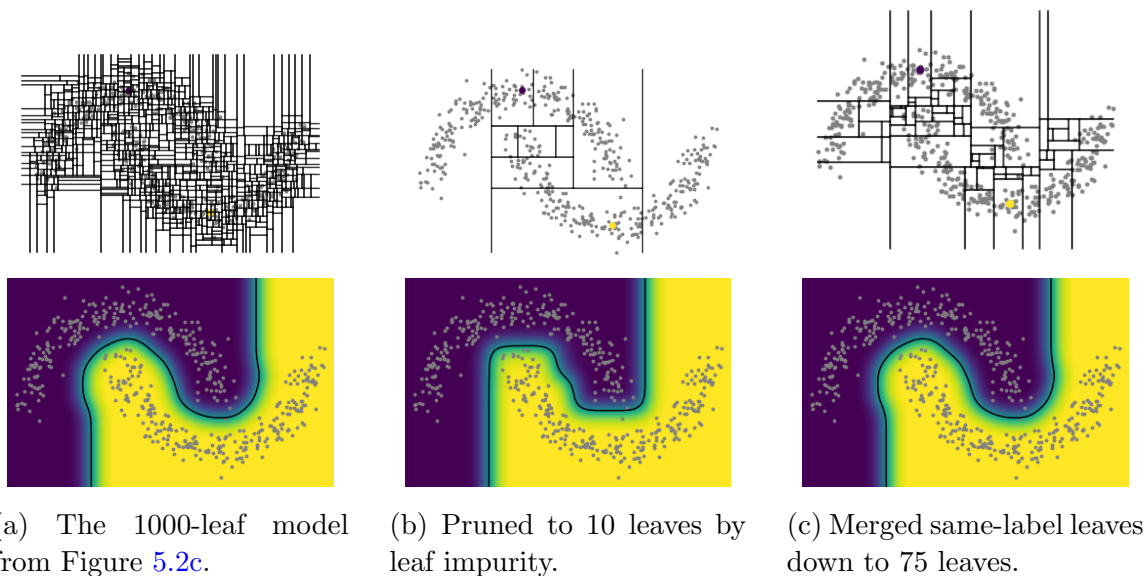 (a) The 1000-leaf model
from Figure 5.2c.
(b) Pruned to 10 leaves by
leaf impurity.
(c) Merged same-label leaves
down to 75 leaves.